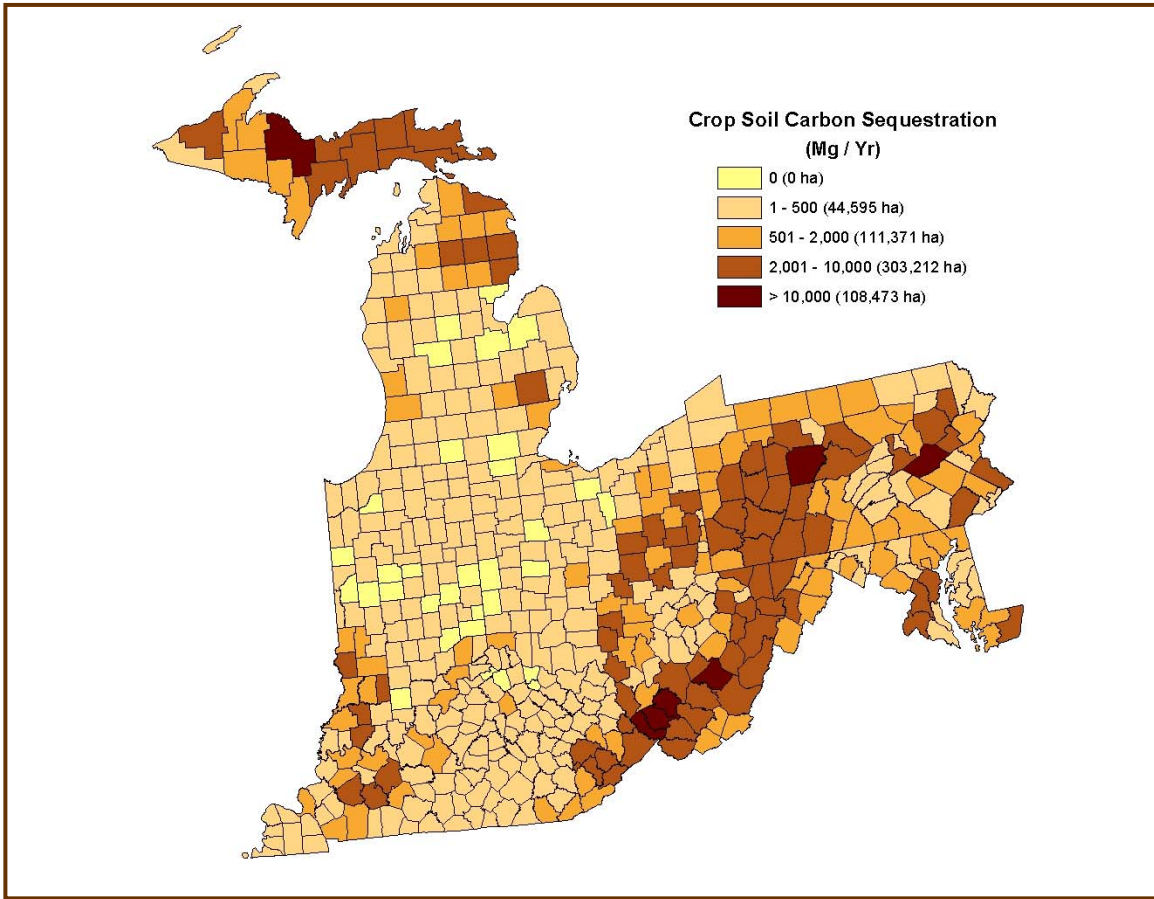 Crop Soil Carbon Sequestration
(Mg / Yr)
0 (0 ha)
1 - 500 (44,595 ha)
501 - 2,000 (111,371 ha)
2,001 - 10,000 (303,212 ha)
> 10,000 (108,473 ha)